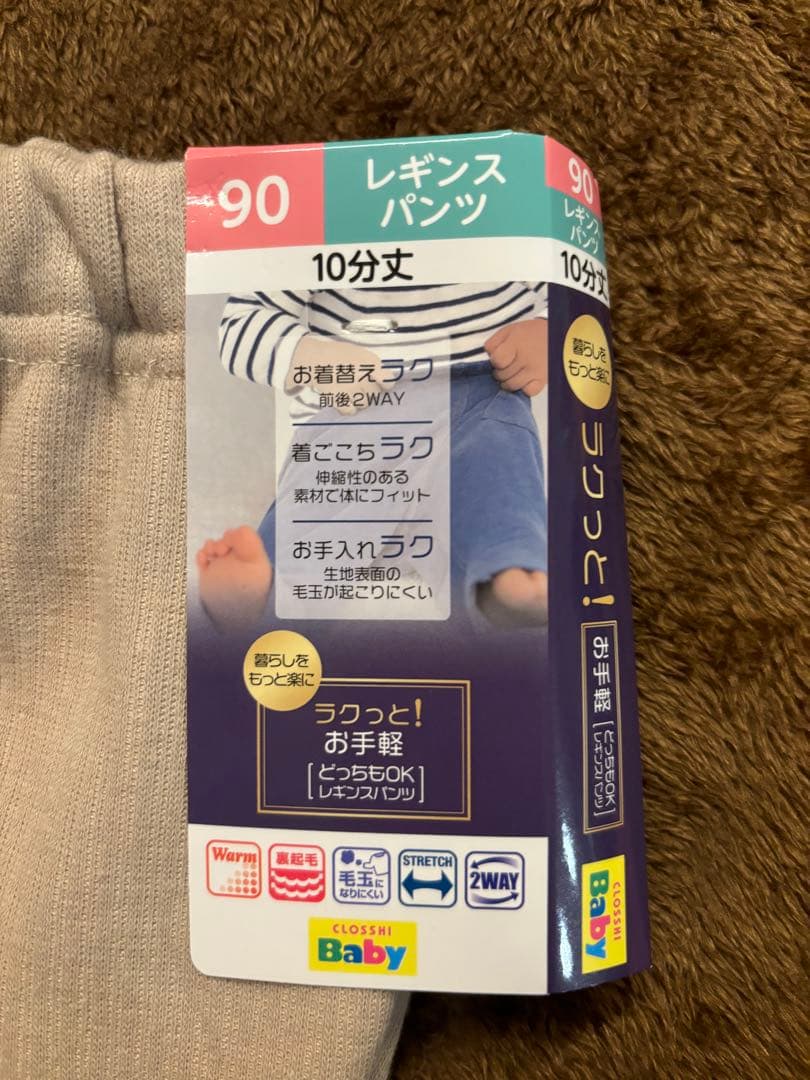 90
レギンス
パンツ
10分丈
お着替えラク
前後2WAY
着ごこちラク
伸縮性のある
素材で体にフィット
お手入れラク
生地表面の
毛玉が起こりにくい
暮らしを
もっと楽に
ラクっと!
お手軽
[どっちもOK
レギンスパンツ]
Warm
裏起毛
毛玉に
なりにくい
STRETCH
2WAY
CLOSSHI
Baby
90
レギンス
パンツ
10分丈
暮らしを
もっと楽に
ラクっと!
お手軽
[どっちもOK
レギンスパンツ]
CLOSSHI
Baby